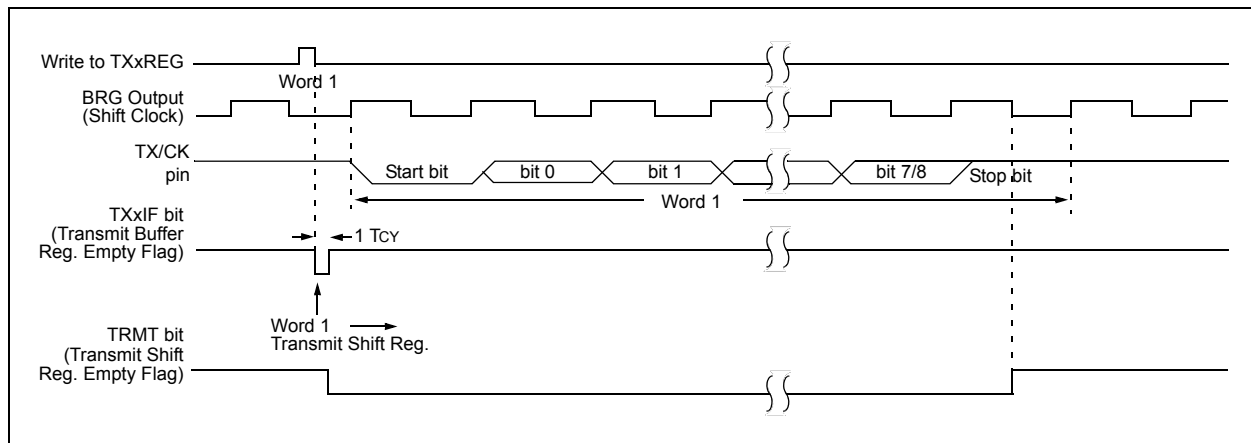 Write to TXxREG
Word 1
BRG Output
(Shift Clock)
TX/CK
pin
Start bit
bit 0
bit 1
bit 7/8
Stop bit
Word 1
TXxIF bit
(Transmit Buffer
Reg. Empty Flag)
1 TCY
Word 1
Transmit Shift Reg.
TRMT bit
(Transmit Shift
Reg. Empty Flag)